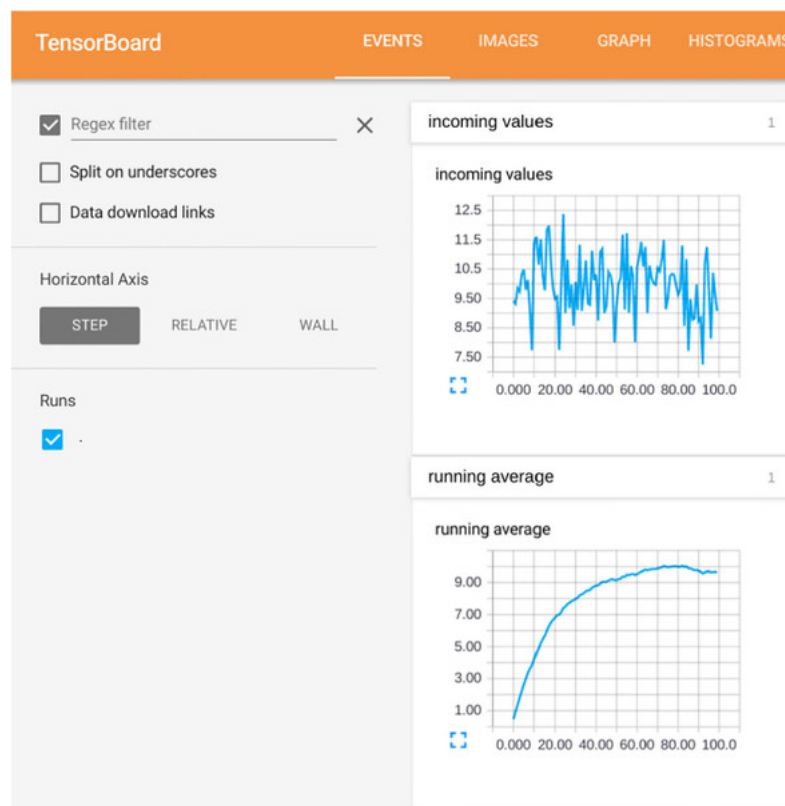 TensorBoard EVENTS IMAGES GRAPH HISTOGRAMS
Regex filter
Split on underscores
Data download links
Horizontal Axis
STEP RELATIVE WALL
Runs
.
incoming values 1
incoming values
12.5
11.5
10.5
9.50
8.50
7.50
0.000 20.00 40.00 60.00 80.00 100.0
running average 1
running average
9.00
7.00
5.00
3.00
1.00
0.000 20.00 40.00 60.00 80.00 100.0